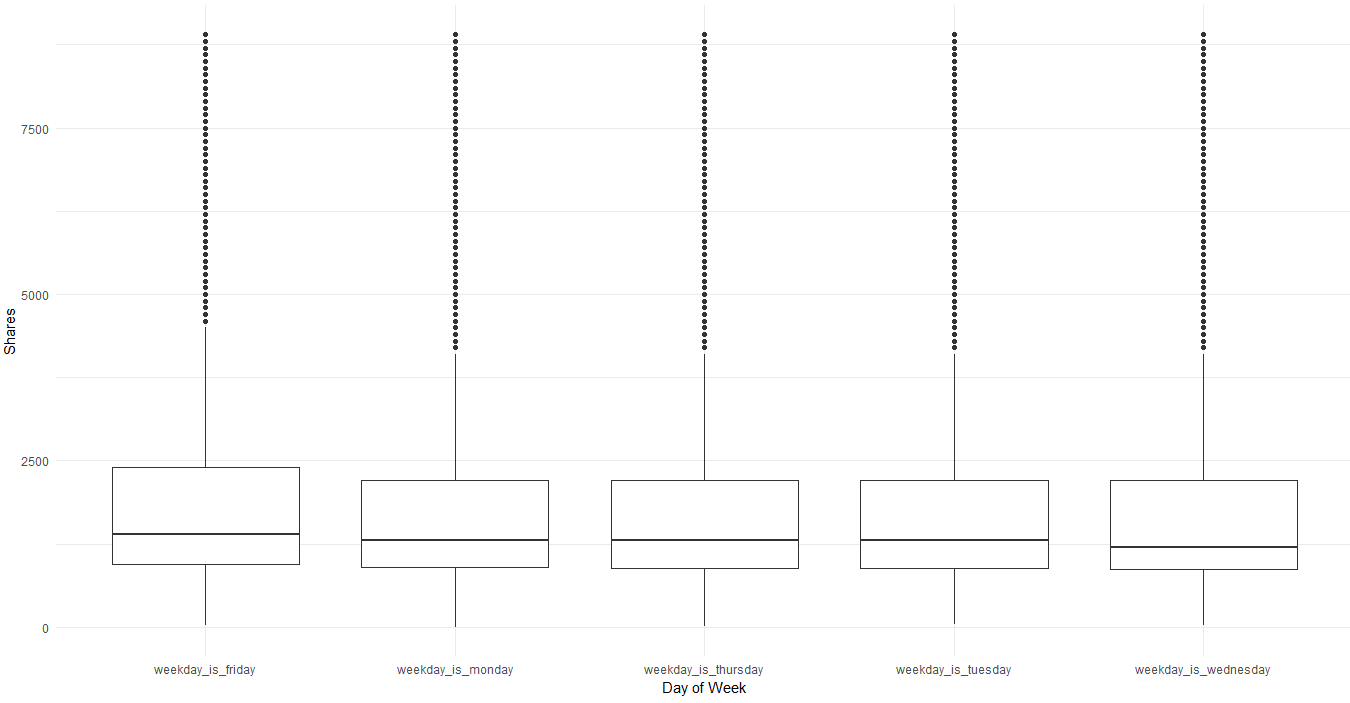 Shares
7500
5000
2500
0
weekday_is_friday
weekday_is_monday
weekday_is_thursday
weekday_is_tuesday
weekday_is_wednesday
Day of Week